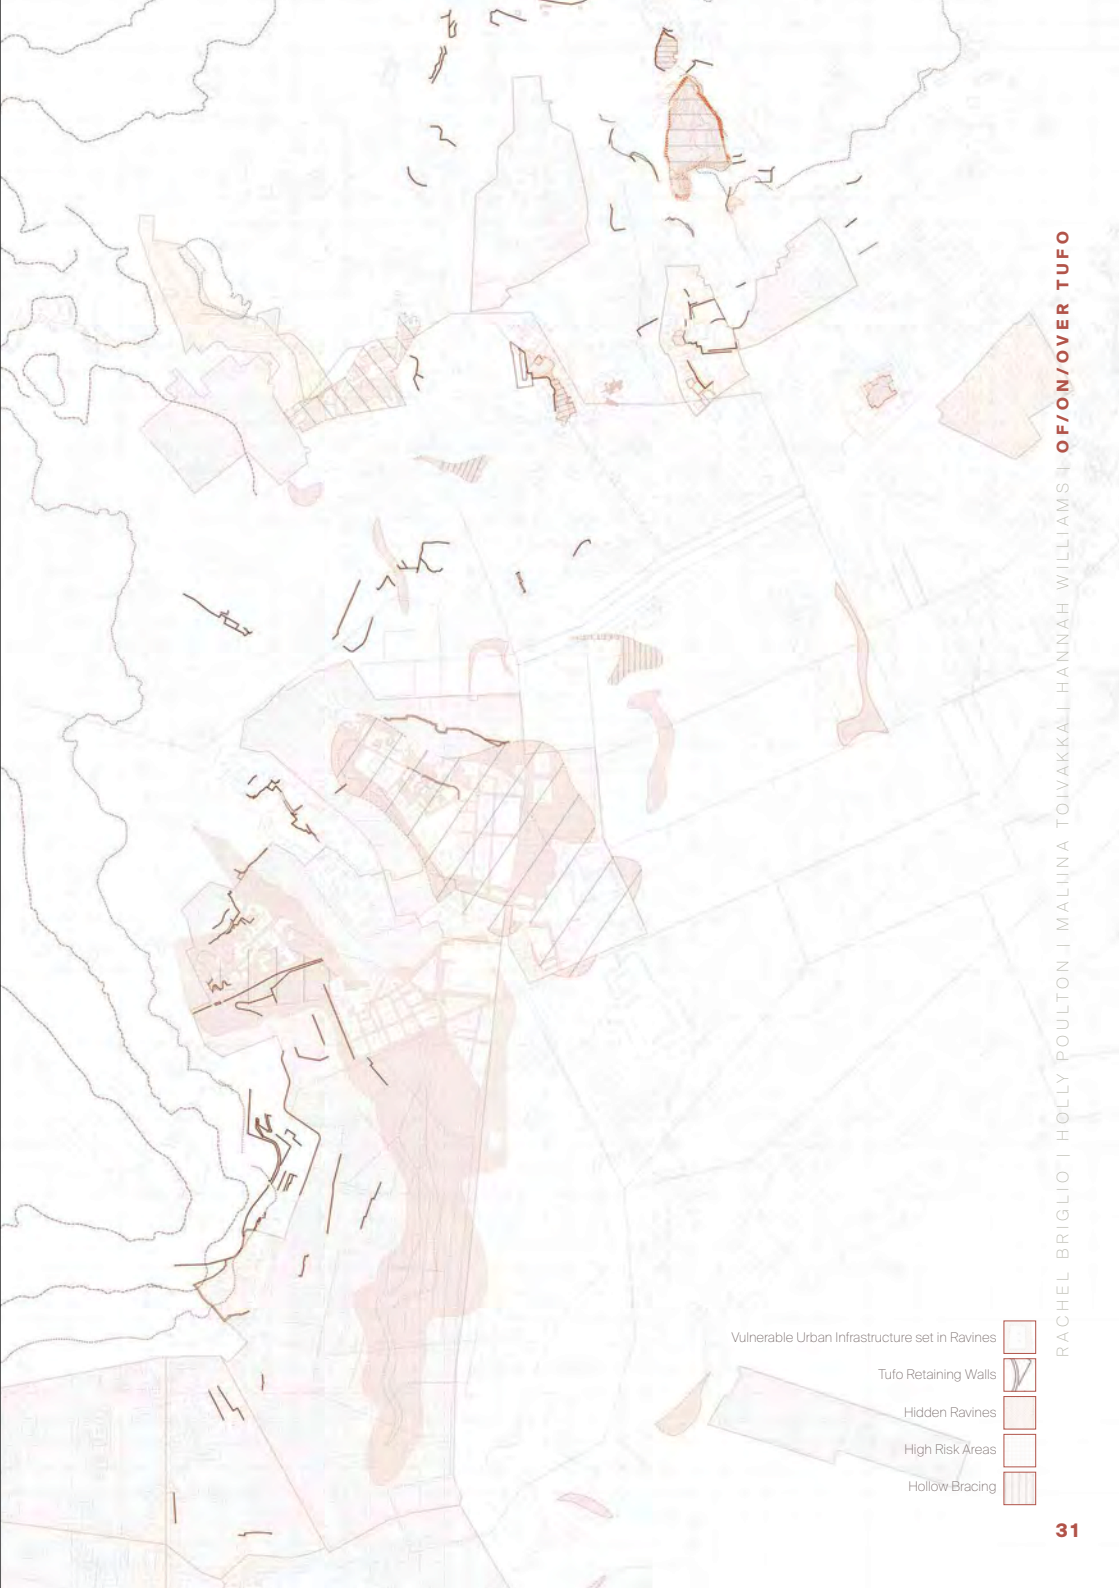 RACHEL BRIGLIO | HOLLY POULTON | MALIINA TOIVAKKA | HANNAH WILLIAMS | OF/ON/OVER TUFO
Vulnerable Urban Infrastructure set in Ravines
Tufo Retaining Walls
Hidden Ravines
High Risk Areas
Hollow Bracing
31